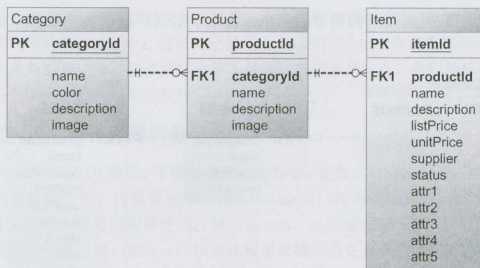 Category
PK categoryId
name
color
description
image
Product
PK productId
FK1 categoryId
name
description
image
Item
PK itemId
FK1 productId
name
description
listPrice
unitPrice
supplier
status
attr1
attr2
attr3
attr4
attr5